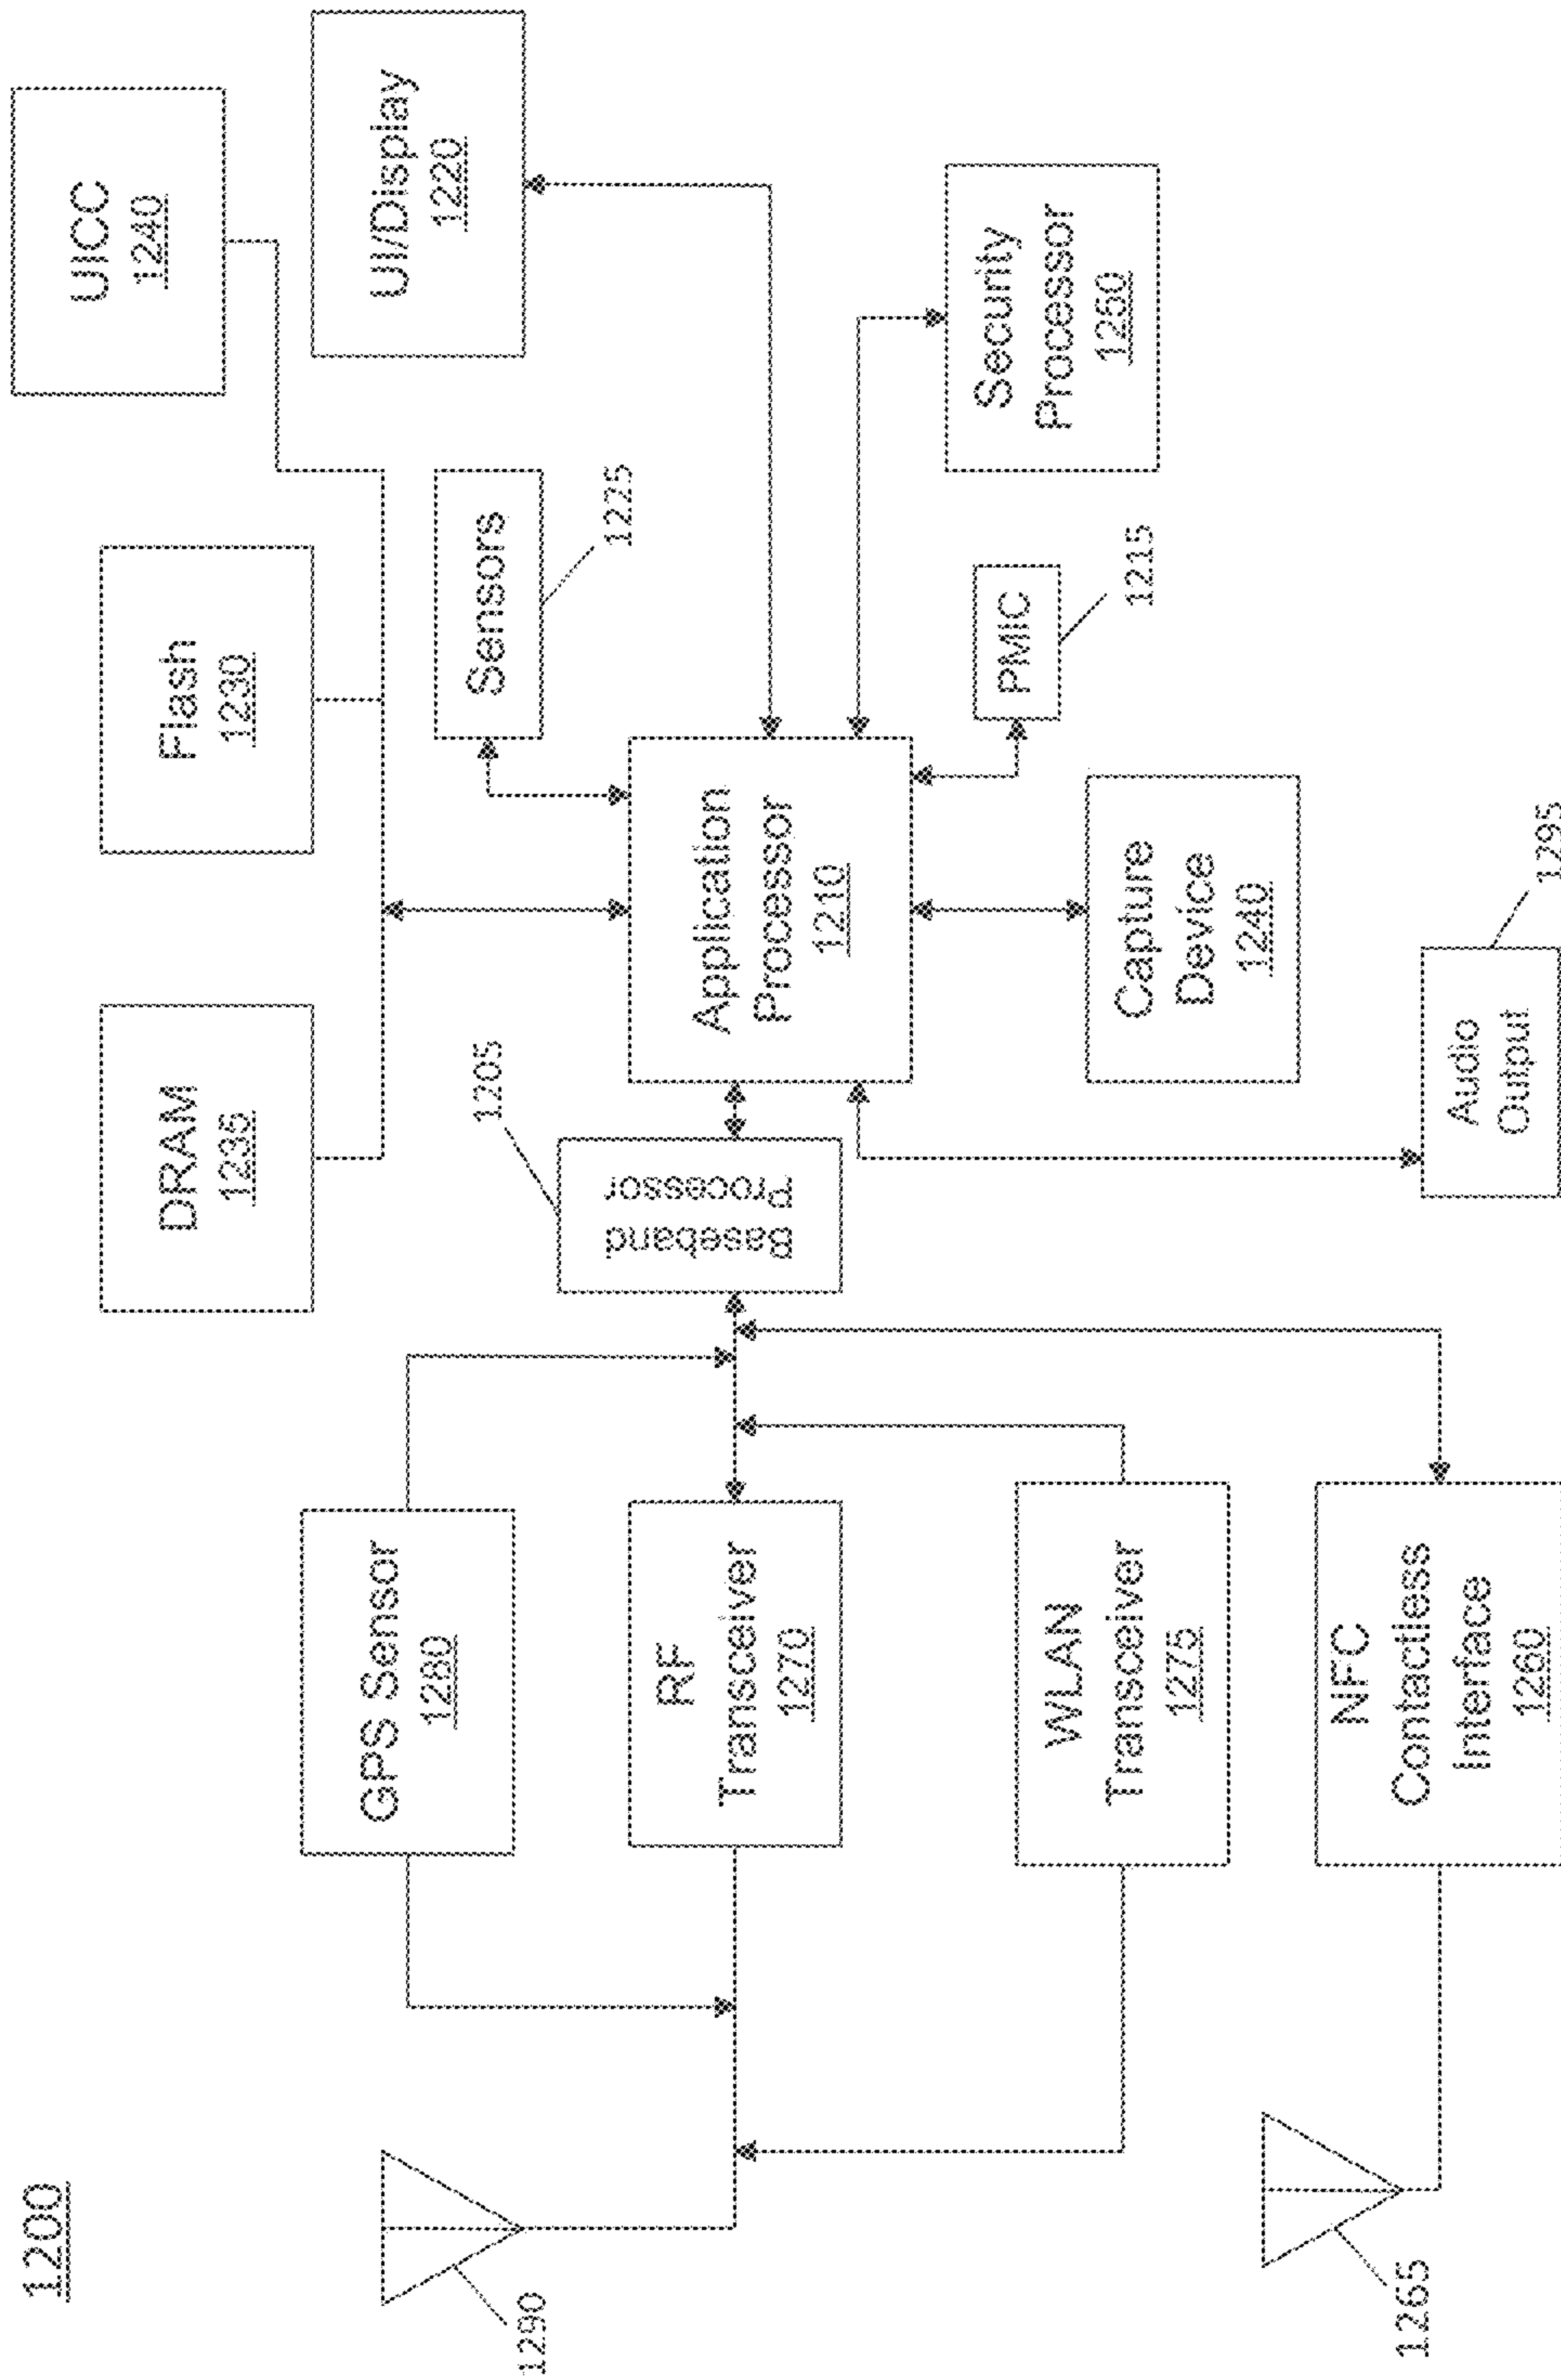 1200
UICC
1240
Flash
1230
DRAM
1235
UI/Display
1220
Sensors
1225
GPS Sensor
1280
1290
1205
Baseband
Processor
Application
Processor
1210
RF
Transceiver
1270
Security
Processor
1250
PMIC
1215
WLAN
Transceiver
1275
Capture
Device
1240
NFC
Contactless
Interface
1260
1265
Audio
Output
1295